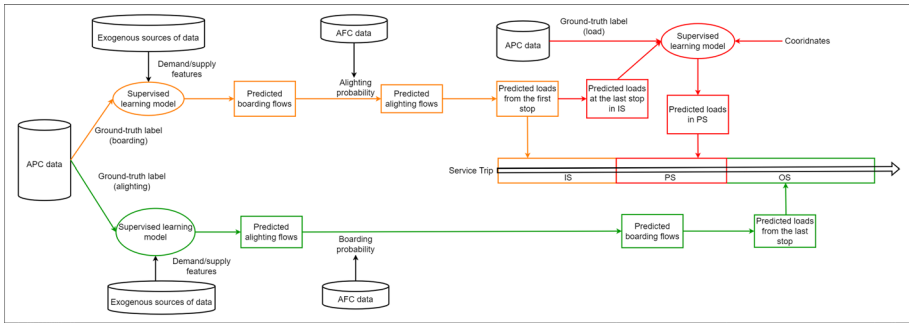 Exogenous sources of data
AFC data
Ground-truth label
(load)
APC data
Supervised
learning model
Cooridnates
Demand/supply
features
Alighting
probability
Supervised
learning model
Predicted
boarding flows
Predicted
alighting flows
Predicted loads
from the first
stop
Predicted loads
at the last stop
in IS
Predicted loads
in PS
Ground-truth label
(boarding)
APC data
Service Trip
IS
PS
OS
Ground-truth label
(alighting)
Supervised learning
model
Predicted
alighting flows
Boarding
probability
Predicted
boarding flows
Predicted loads
from the last
stop
Demand/supply
features
Exogenous sources of data
AFC data